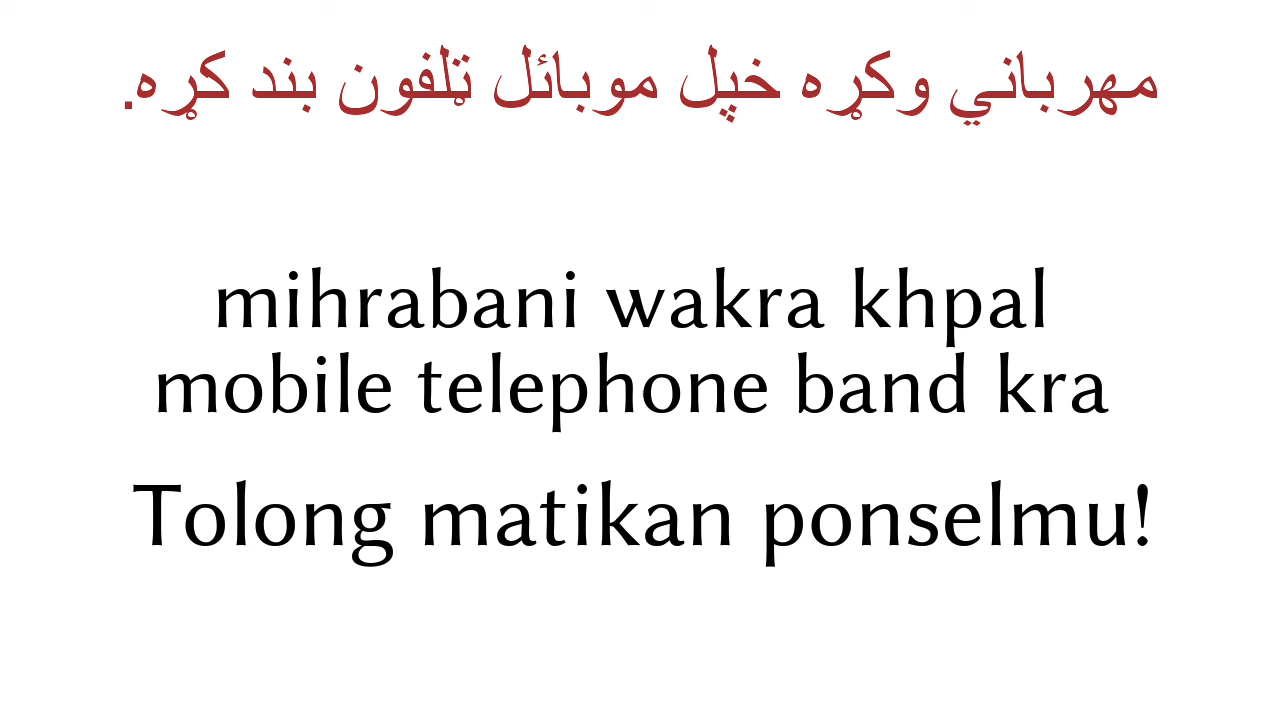 مهرباني وکړه خپل موبائل ټلفون بند کړه.
mihrabani wakra khpal
mobile telephone band kra
Tolong matikan ponselmu!